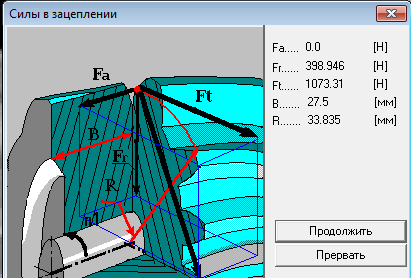 Силы в зацеплении
Fa..... 0.0 [Н]
Fr..... 398.946 [Н]
Ft...... 1073.31 [Н]
B....... 27.5 [мм]
R....... 33.835 [мм]
Fa
Ft
B
Fr
R
Продолжить
Прервать